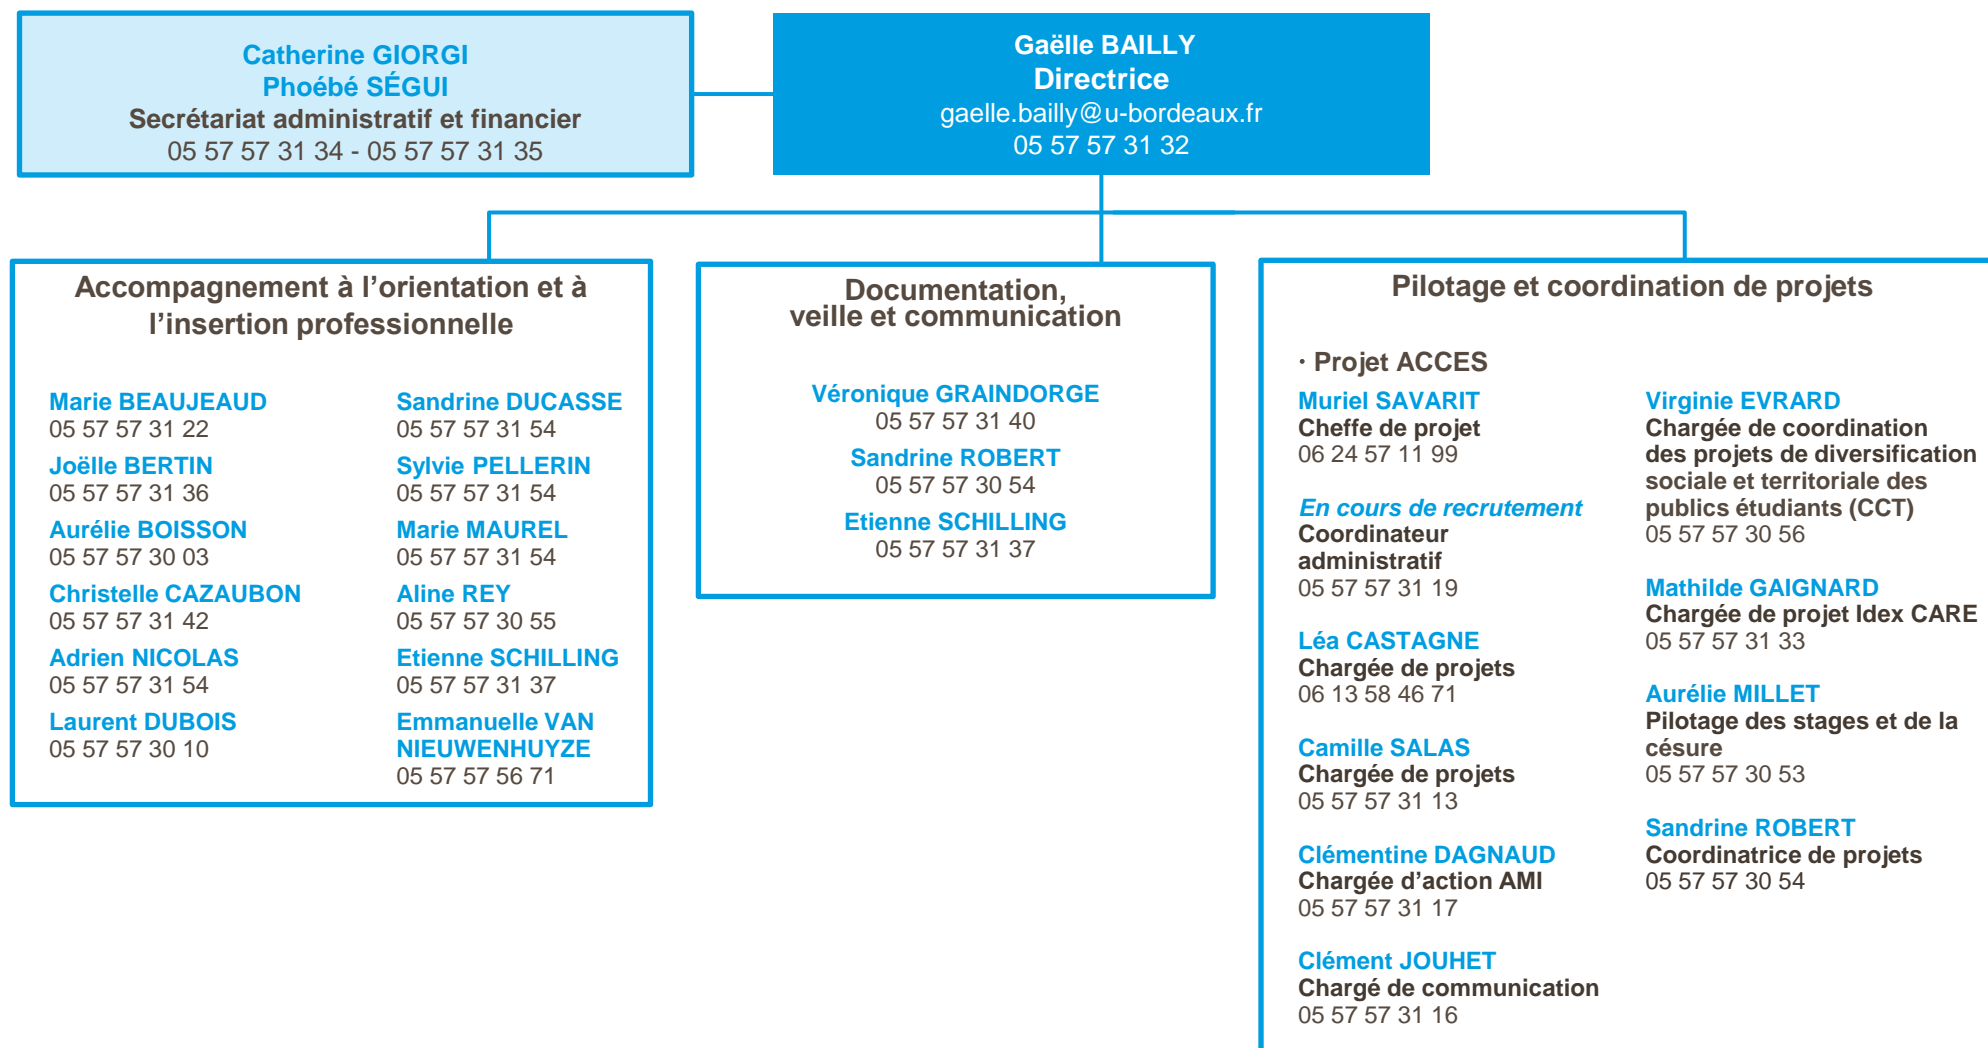 Catherine GIORGI
Phoébé SÉGUI
Secrétariat administratif et financier
05 57 57 31 34 - 05 57 57 31 35
Gaëlle BAILLY
Directrice
gaelle.bailly@u-bordeaux.fr
05 57 57 31 32
Accompagnement à l’orientation et à
l’insertion professionnelle
Marie BEAUJEAUD
05 57 57 31 22
Joëlle BERTIN
05 57 57 31 36
Aurélie BOISSON
05 57 57 30 03
Christelle CAZAUBON
05 57 57 31 42
Adrien NICOLAS
05 57 57 31 54
Laurent DUBOIS
05 57 57 30 10
Sandrine DUCASSE
05 57 57 31 54
Sylvie PELLERIN
05 57 57 31 54
Marie MAUREL
05 57 57 31 54
Aline REY
05 57 57 30 55
Etienne SCHILLING
05 57 57 31 37
Emmanuelle VAN
NIEUWENHUYZE
05 57 57 56 71
Documentation,
veille et communication
Véronique GRAINDORGE
05 57 57 31 40
Sandrine ROBERT
05 57 57 30 54
Etienne SCHILLING
05 57 57 31 37
Pilotage et coordination de projets
· Projet ACCES
Muriel SAVARIT
Cheffe de projet
06 24 57 11 99
En cours de recrutement
Coordinateur
administratif
05 57 57 31 19
Léa CASTAGNE
Chargée de projets
06 13 58 46 71
Camille SALAS
Chargée de projets
05 57 57 31 13
Clémentine DAGNAUD
Chargée d’action AMI
05 57 57 31 17
Clément JOUHET
Chargé de communication
05 57 57 31 16
Virginie EVRARD
Chargée de coordination
des projets de diversification
sociale et territoriale des
publics étudiants (CCT)
05 57 57 30 56
Mathilde GAIGNARD
Chargée de projet Idex CARE
05 57 57 31 33
Aurélie MILLET
Pilotage des stages et de la
césure
05 57 57 30 53
Sandrine ROBERT
Coordinatrice de projets
05 57 57 30 54